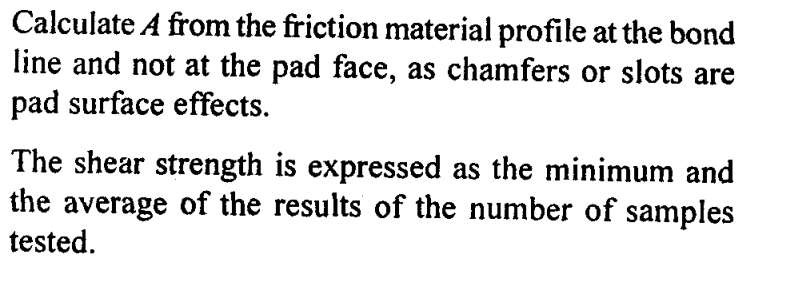 Calculate A from the friction material profile at the bond
line and not at the pad face, as chamfers or slots are
pad surface effects.
The shear strength is expressed as the minimum and
the average of the results of the number of samples
tested.